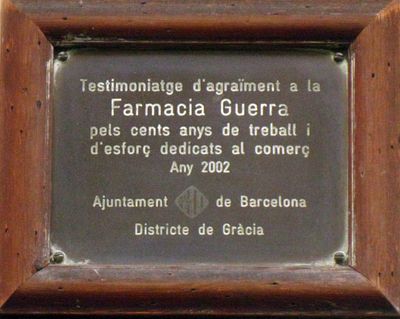 Testimoniatge d'agraïment a la
Farmacia Guerra
pels cents anys de treball i
d'esforç dedicats al comerç
Any 2002
Ajuntament de Barcelona
Districte de Gràcia